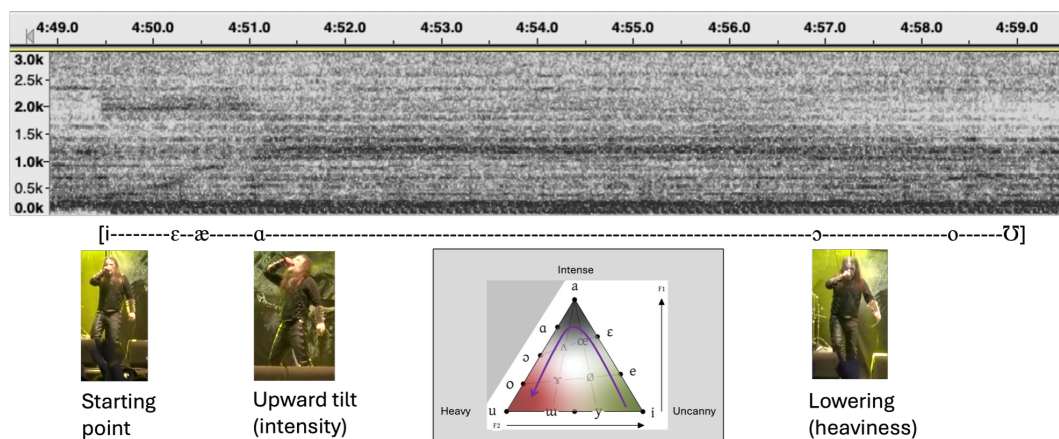 4:49.0 4:50.0 4:51.0 4:52.0 4:53.0 4:54.0 4:55.0 4:56.0 4:57.0 4:58.0 4:59.0
3.0k
2.5k
2.0k
1.5k
1.0k
0.5k
0.0k
[i--------ɛ--æ-----ɑ----------------------------------------------------------------------ɔ----------------o------Ʊ]
Starting
point
Upward tilt
(intensity)
Intense
a
F1
ɑ
ɛ
ʌ
œ
ɔ
e
o
ɤ
ø
Heavy
u
ɯ
y
i
Uncanny
F2
Lowering
(heaviness)